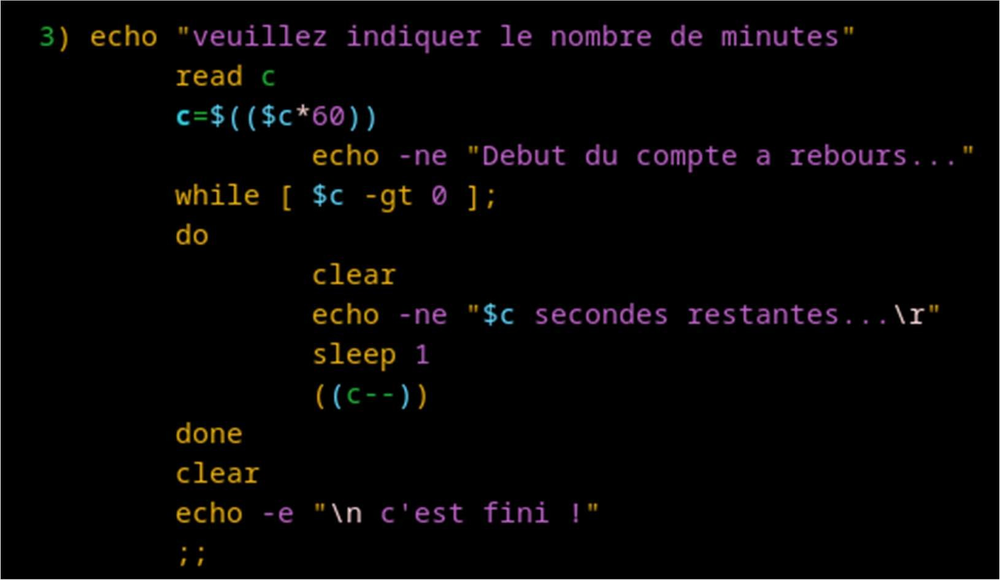 3) echo "veuillez indiquer le nombre de minutes"
read c
c=$(($c*60))
echo -ne "Debut du compte a rebours..."
while [ $c -gt 0 ];
do
clear
echo -ne "$c secondes restantes...\r"
sleep 1
((c--))
done
clear
echo -e "\n c'est fini !"
;;